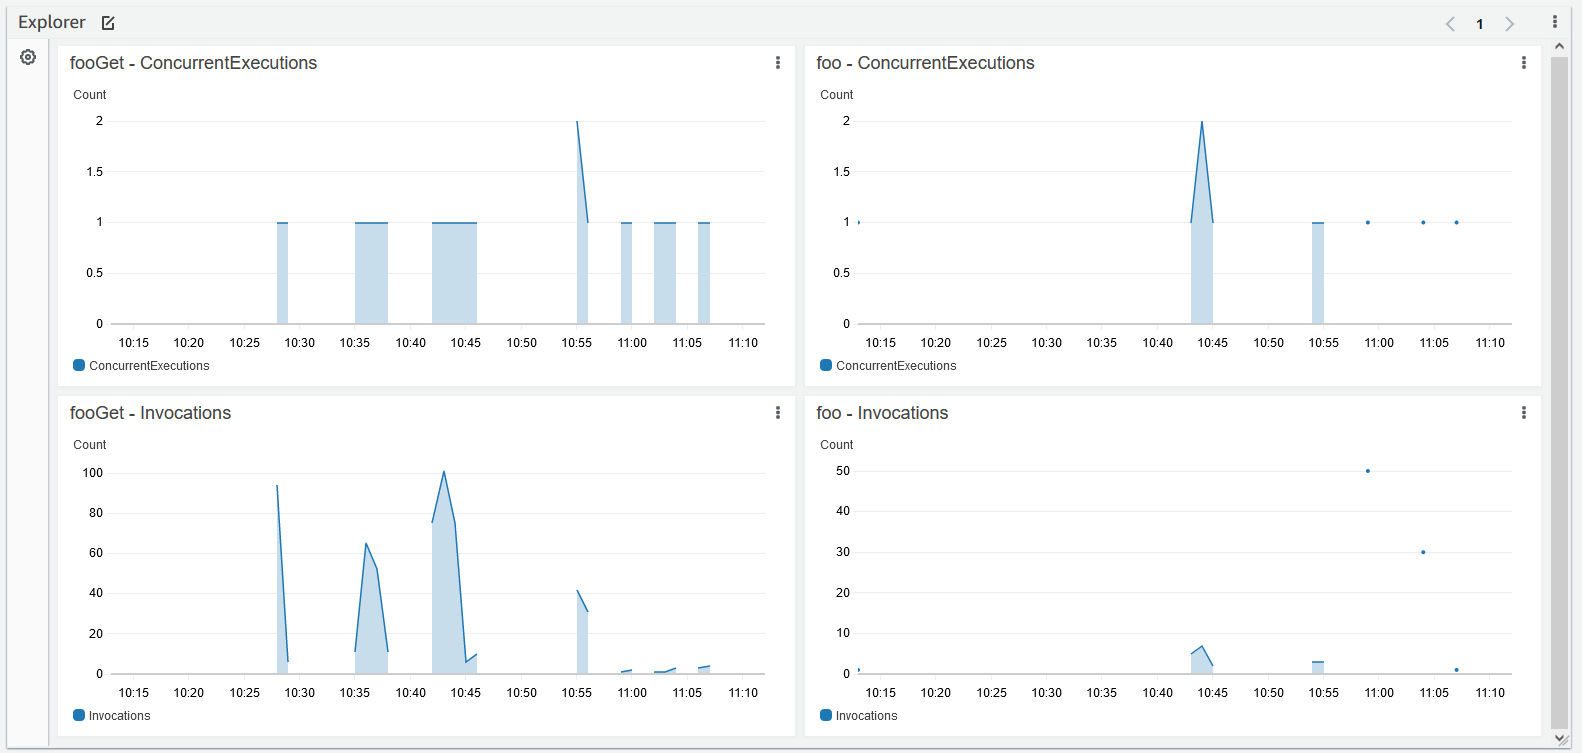 Explorer
1
fooGet - ConcurrentExecutions
Count
2
1.5
1
0.5
0
10:15 10:20 10:25 10:30 10:35 10:40 10:45 10:50 10:55 11:00 11:05 11:10
ConcurrentExecutions
foo - ConcurrentExecutions
Count
2
1.5
1
0.5
0
10:15 10:20 10:25 10:30 10:35 10:40 10:45 10:50 10:55 11:00 11:05 11:10
ConcurrentExecutions
fooGet - Invocations
Count
100
80
60
40
20
0
10:15 10:20 10:25 10:30 10:35 10:40 10:45 10:50 10:55 11:00 11:05 11:10
Invocations
foo - Invocations
Count
50
40
30
20
10
0
10:15 10:20 10:25 10:30 10:35 10:40 10:45 10:50 10:55 11:00 11:05 11:10
Invocations